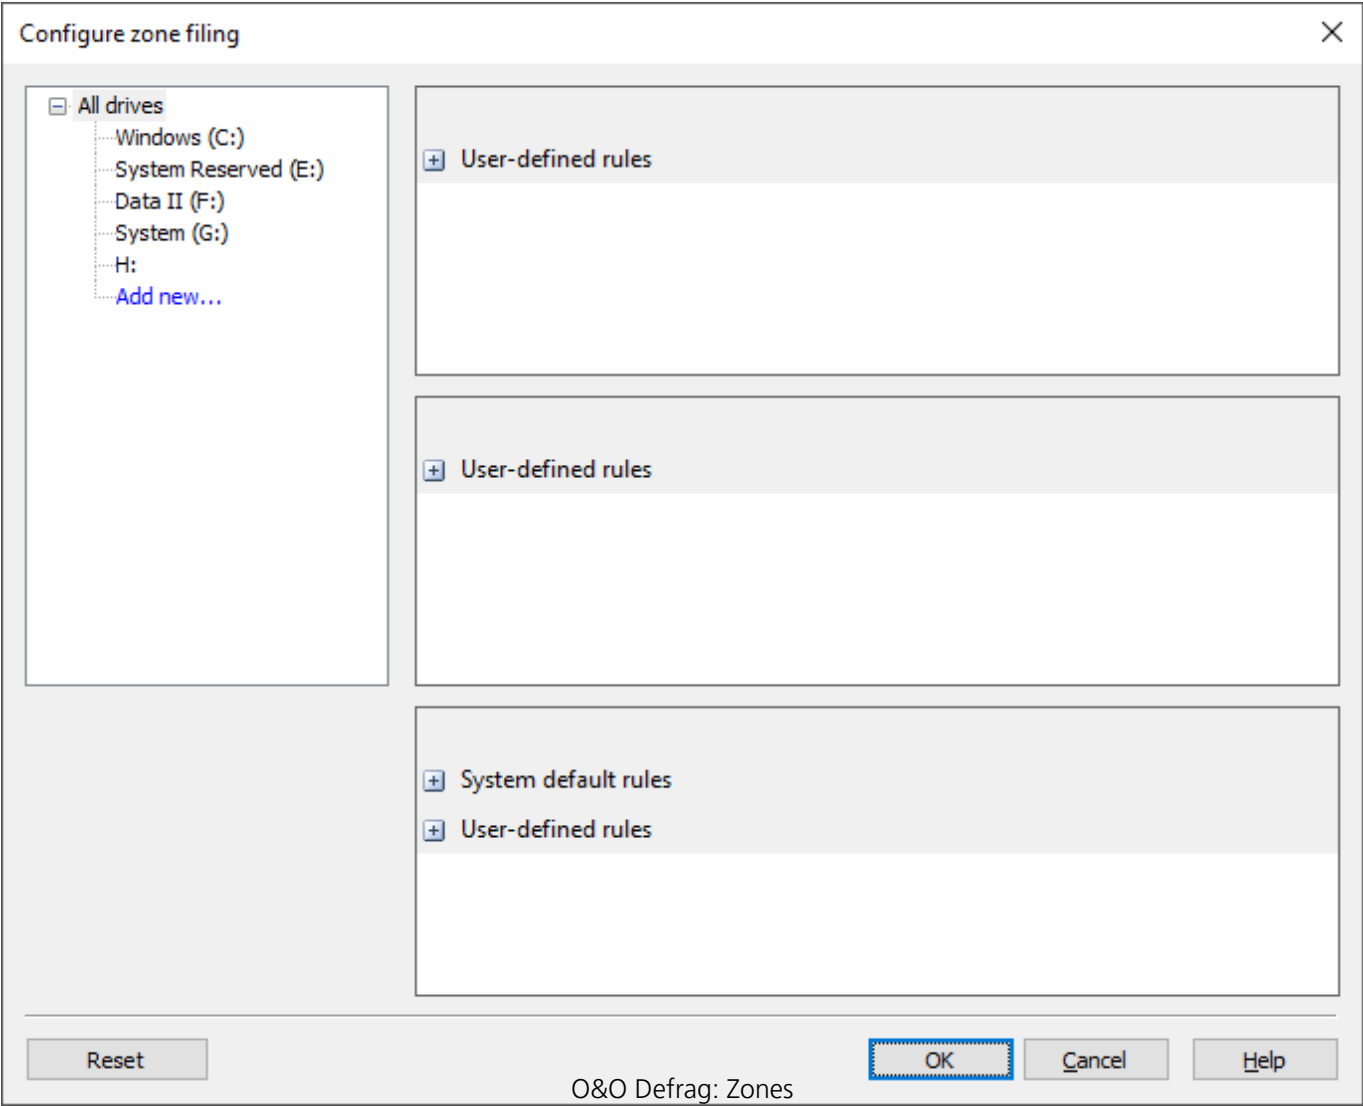 Configure zone filing
All drives
Windows (C:)
System Reserved (E:)
Data II (F:)
System (G:)
H:
Add new...
User-defined rules
User-defined rules
System default rules
User-defined rules
Reset
OK
Cancel
Help
O&O Defrag: Zones